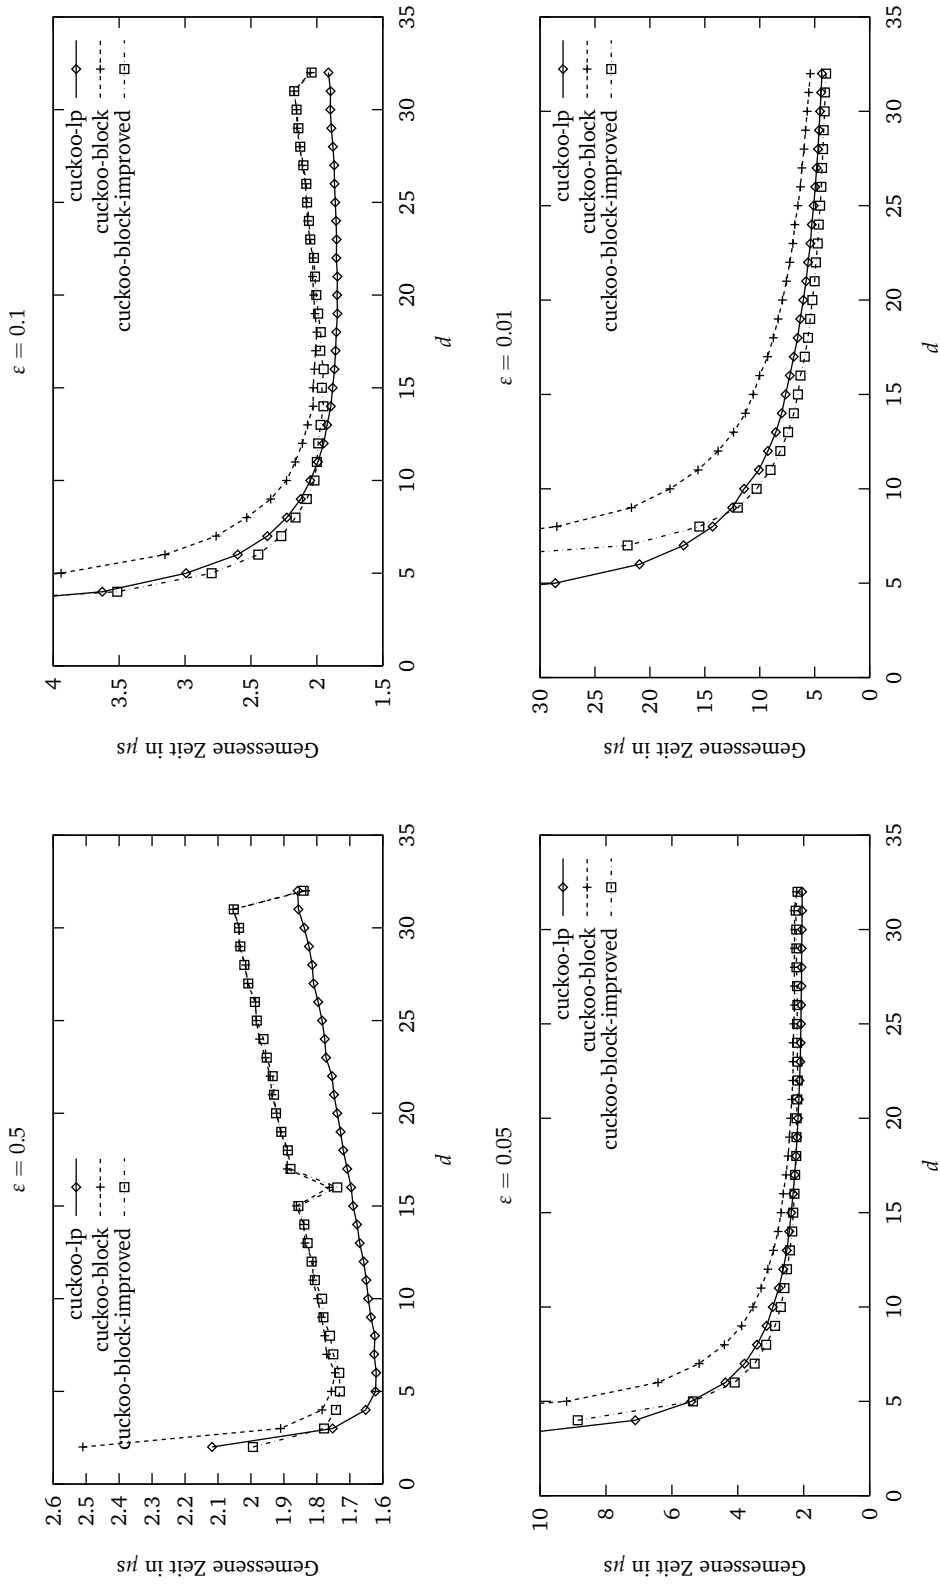 ε = 0.5
Gemessene Zeit in μs
2.6
2.5
2.4
2.3
2.2
2.1
2
1.9
1.8
1.7
1.6
cuckoo-lp
cuckoo-block
cuckoo-block-improved
0 5 10 15 20 25 30 35
d
ε = 0.1
Gemessene Zeit in μs
4
3.5
3
2.5
2
1.5
cuckoo-lp
cuckoo-block
cuckoo-block-improved
0 5 10 15 20 25 30 35
d
ε = 0.05
Gemessene Zeit in μs
10
8
6
4
2
0
cuckoo-lp
cuckoo-block
cuckoo-block-improved
0 5 10 15 20 25 30 35
d
ε = 0.01
Gemessene Zeit in μs
30
25
20
15
10
5
0
cuckoo-lp
cuckoo-block
cuckoo-block-improved
0 5 10 15 20 25 30 35
d